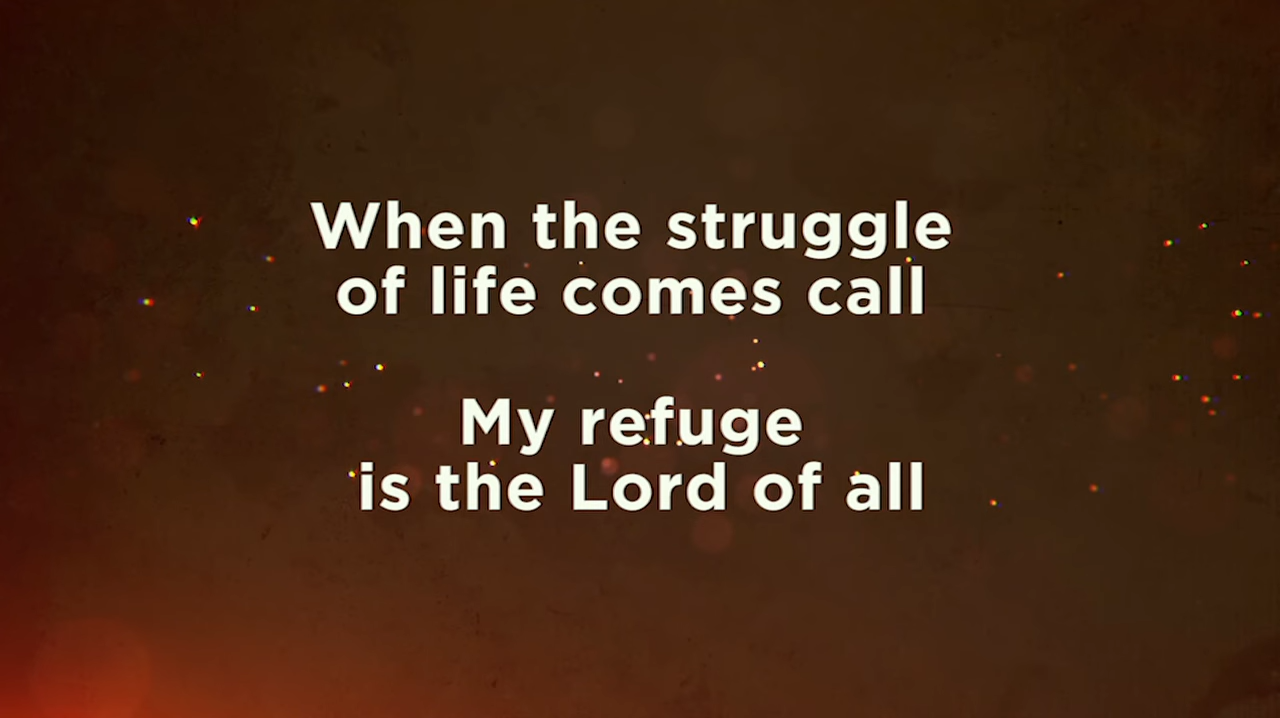 When the struggle
of life comes call
My refuge
is the Lord of all